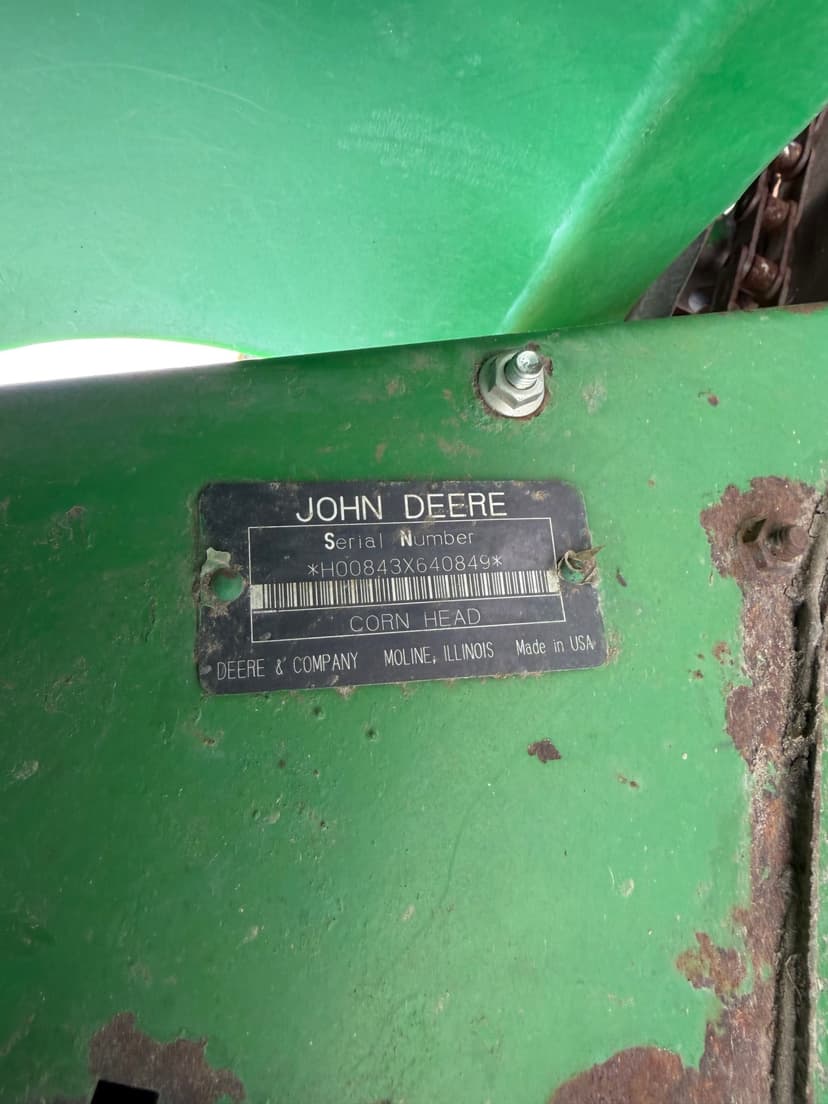 JOHN DEERE
Serial Number
*H00843X640849*
CORN HEAD
DEERE & COMPANY MOLINE, ILLINOIS Made in USA